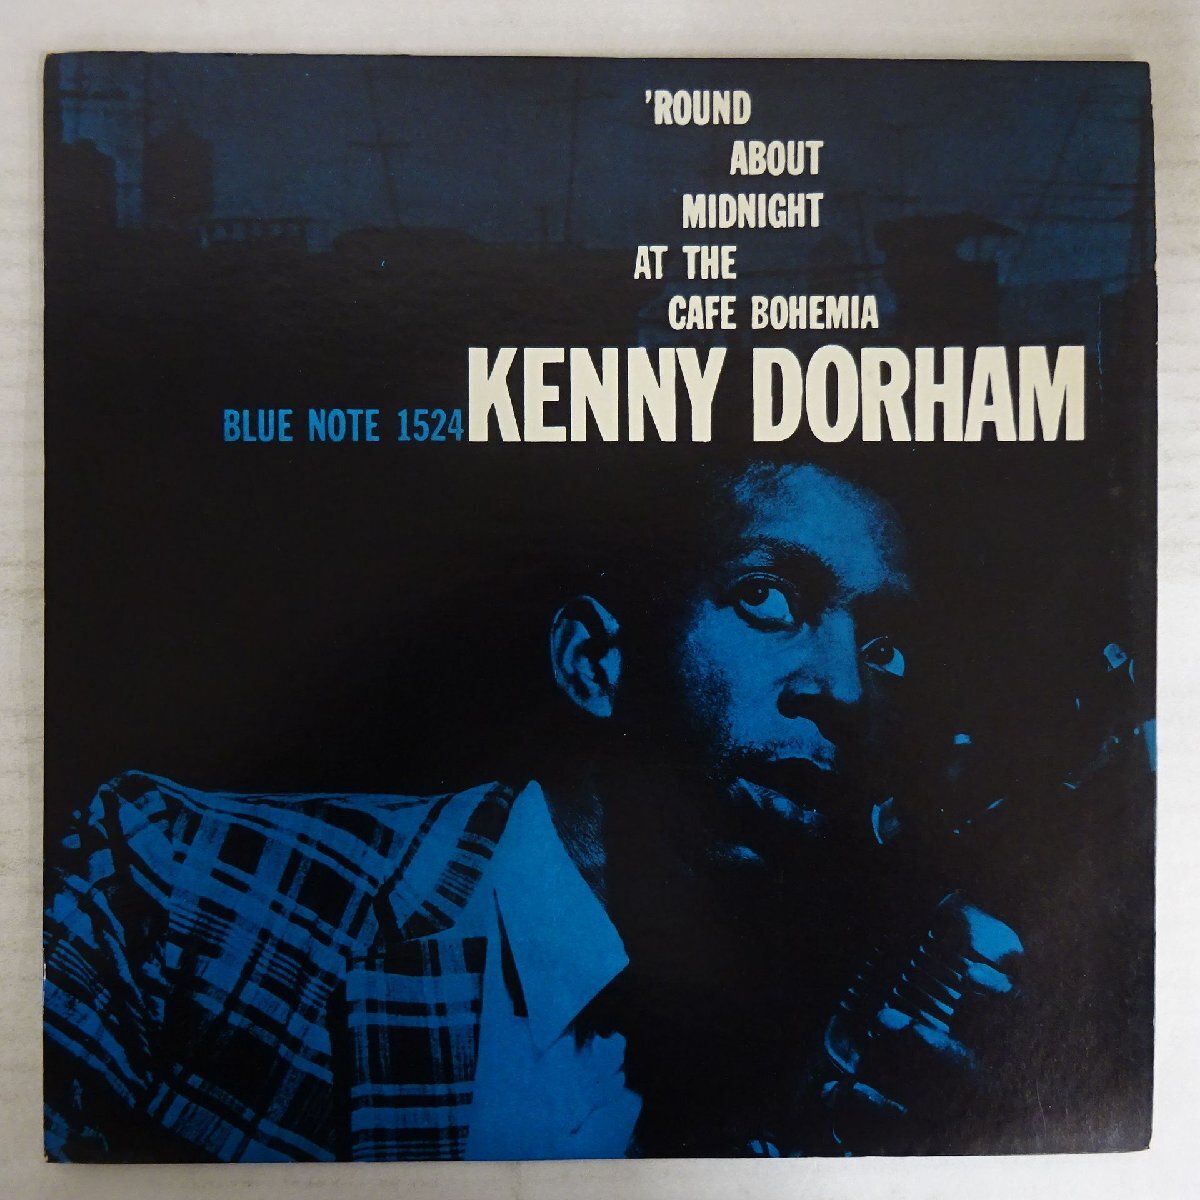 'ROUND
ABOUT
MIDNIGHT
AT THE
CAFE BOHEMIA
BLUE NOTE 1524 KENNY DORHAM